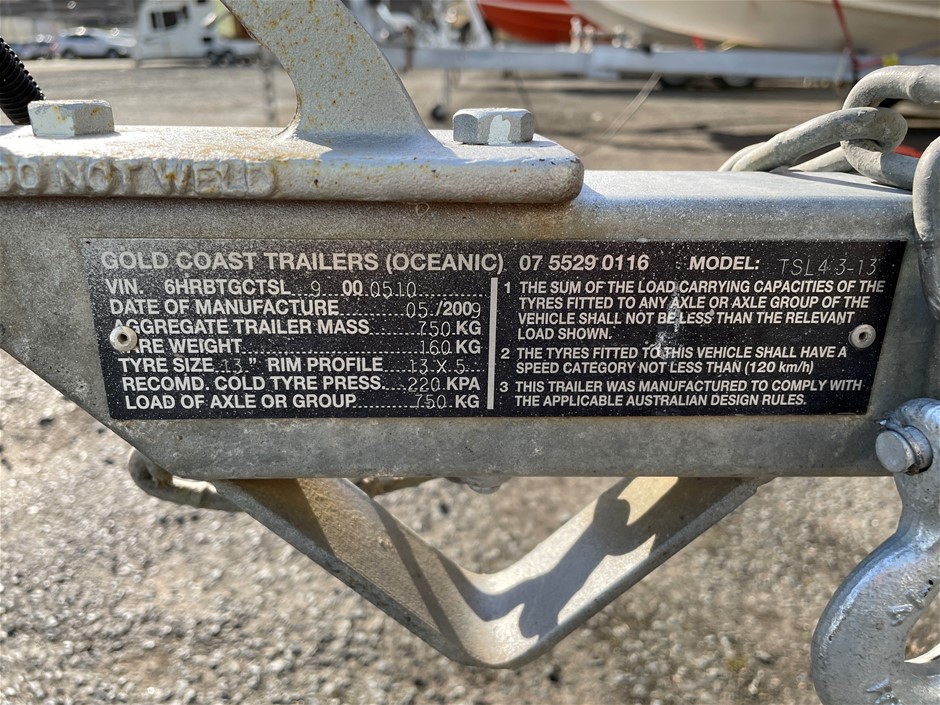 DO NOT WELD
GOLD COAST TRAILERS (OCEANIC) 07 5529 0116 MODEL: TSL4.3-13
VIN. 6HRBTGCTSL 9 00 0510
DATE OF MANUFACTURE 05 /2009
AGGREGATE TRAILER MASS 750 KG
TARE WEIGHT 160 KG
TYRE SIZE 13 " RIM PROFILE 13 X 5
RECOMD. COLD TYRE PRESS. 220 KPA
LOAD OF AXLE OR GROUP 750 KG
1 THE SUM OF THE LOAD CARRYING CAPACITIES OF THE
TYRES FITTED TO ANY AXLE OR AXLE GROUP OF THE
VEHICLE SHALL NOT BE LESS THAN THE RELEVANT
LOAD SHOWN.
2 THE TYRES FITTED TO THIS VEHICLE SHALL HAVE A
SPEED CATEGORY NOT LESS THAN (120 km/h)
3 THIS TRAILER WAS MANUFACTURED TO COMPLY WITH
THE APPLICABLE AUSTRALIAN DESIGN RULES.